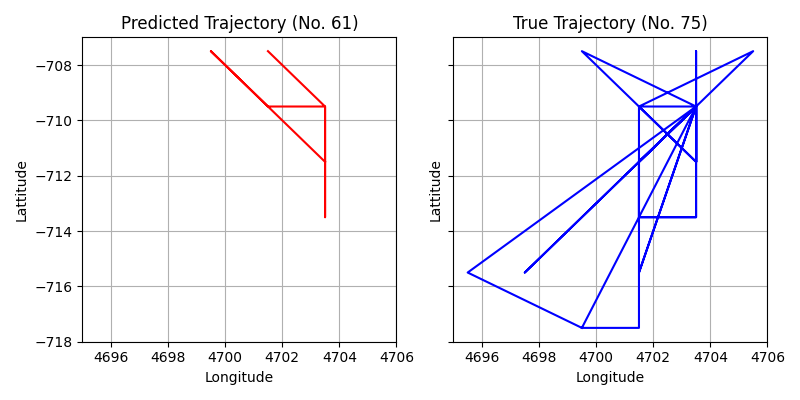 Predicted Trajectory (No. 61)
−708
−710
−712
−714
−716
−718
Lattitude
4696 4698 4700 4702 4704 4706
Longitude
True Trajectory (No. 75)
Lattitude
4696 4698 4700 4702 4704 4706
Longitude